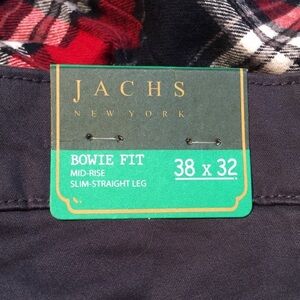 JACHS
NEW YORK
BOWIE FIT
MID-RISE
SLIM-STRAIGHT LEG
38 x 32